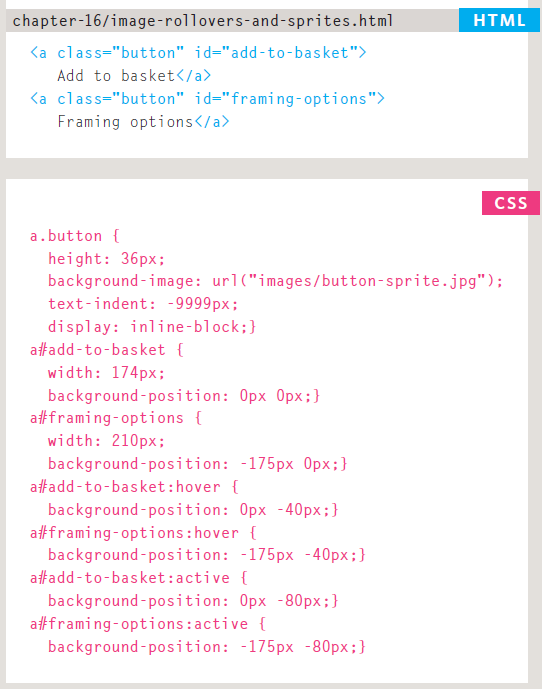 chapter-16/image-rollovers-and-sprites.html
HTML
<a class="button" id="add-to-basket">
Add to basket</a>
<a class="button" id="framing-options">
Framing options</a>
CSS
a.button {
height: 36px;
background-image: url("images/button-sprite.jpg");
text-indent: -9999px;
display: inline-block;}
a#add-to-basket {
width: 174px;
background-position: 0px 0px;}
a#framing-options {
width: 210px;
background-position: -175px 0px;}
a#add-to-basket:hover {
background-position: 0px -40px;}
a#framing-options:hover {
background-position: -175px -40px;}
a#add-to-basket:active {
background-position: 0px -80px;}
a#framing-options:active {
background-position: -175px -80px;}